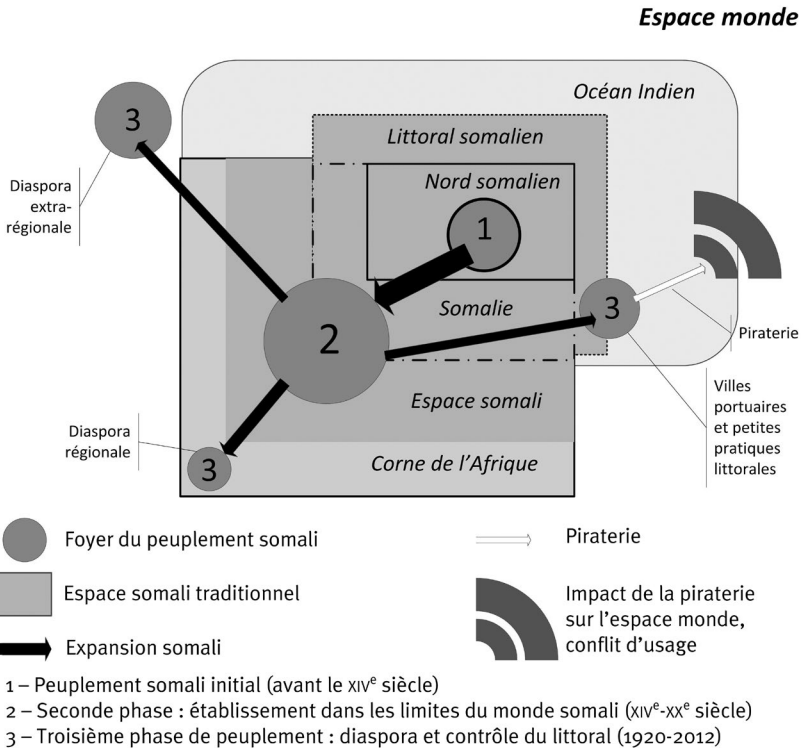 Espace monde
Océan Indien
Littoral somalien
Nord somalien
3
1
Diaspora
extra-
régionale
Somalie
3
2
Piraterie
Espace somali
Villes
portuaires
et petites
pratiques
littorales
Diaspora
régionale
3
Corne de l’Afrique
Foyer du peuplement somali
Piraterie
Espace somali traditionnel
Impact de la piraterie
sur l’espace monde,
conflit d’usage
Expansion somali
1 – Peuplement somali initial (avant le XIVe siècle)
2 – Seconde phase : établissement dans les limites du monde somali (XIVe-XXe siècle)
3 – Troisième phase de peuplement : diaspora et contrôle du littoral (1920-2012)